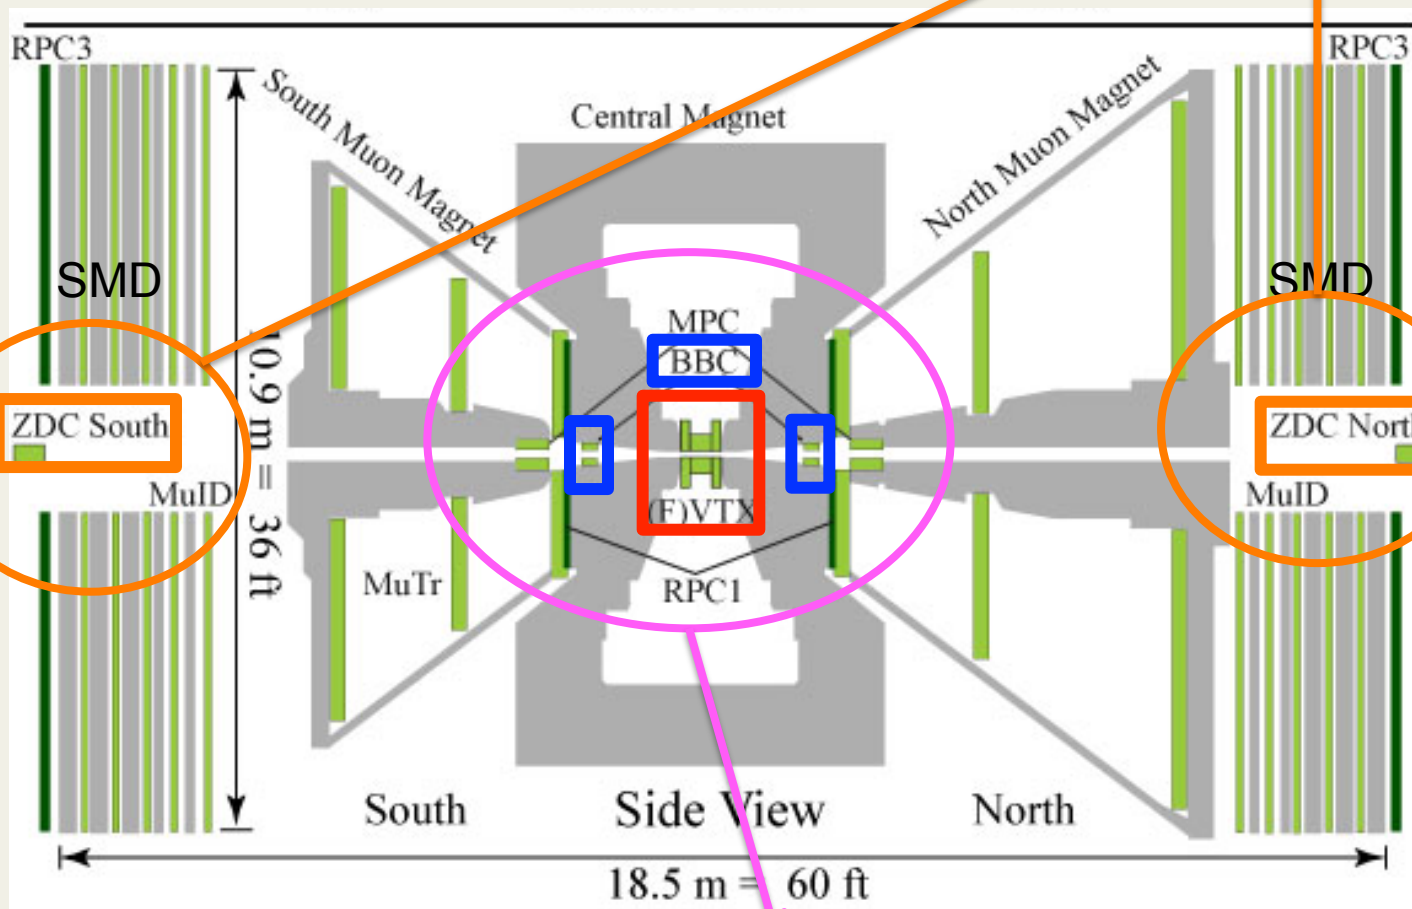 RPC3
RPC3
South Muon Magnet
Central Magnet
North Muon Magnet
SMD
SMD
MPC
BBC
10.9 m = 36 ft
ZDC South
ZDC North
MuID
MuID
(F)VTX
MuTr
RPC1
South
Side View
North
18.5 m = 60 ft